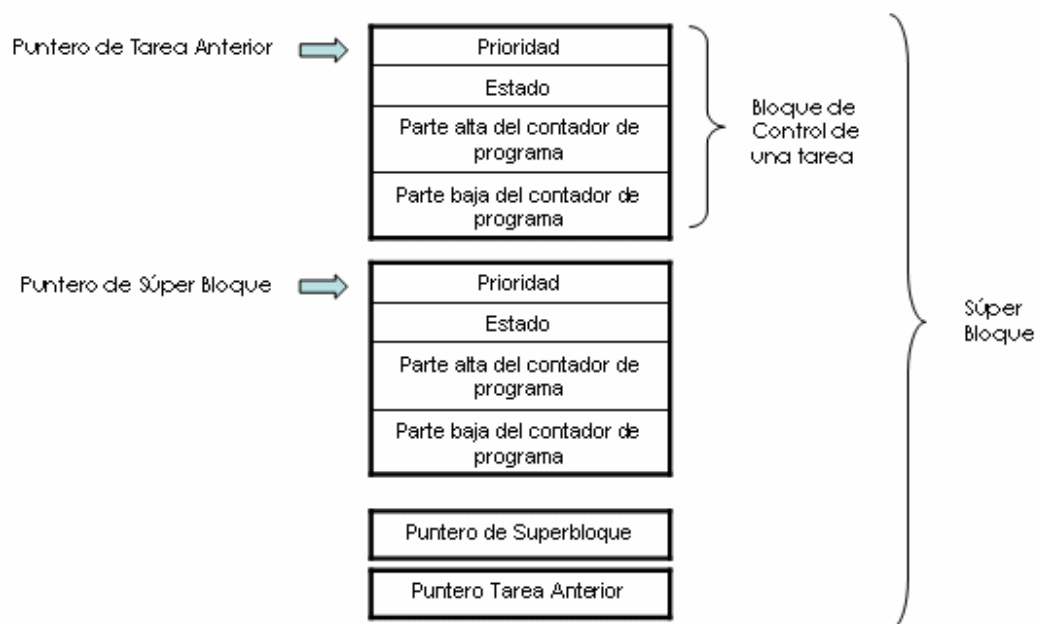 Puntero de Tarea Anterior
Prioridad
Estado
Parte alta del contador de
programa
Parte baja del contador de
programa
Bloque de
Control de
una tarea
Puntero de Súper Bloque
Prioridad
Estado
Parte alta del contador de
programa
Parte baja del contador de
programa
Súper
Bloque
Puntero de Superbloque
Puntero Tarea Anterior